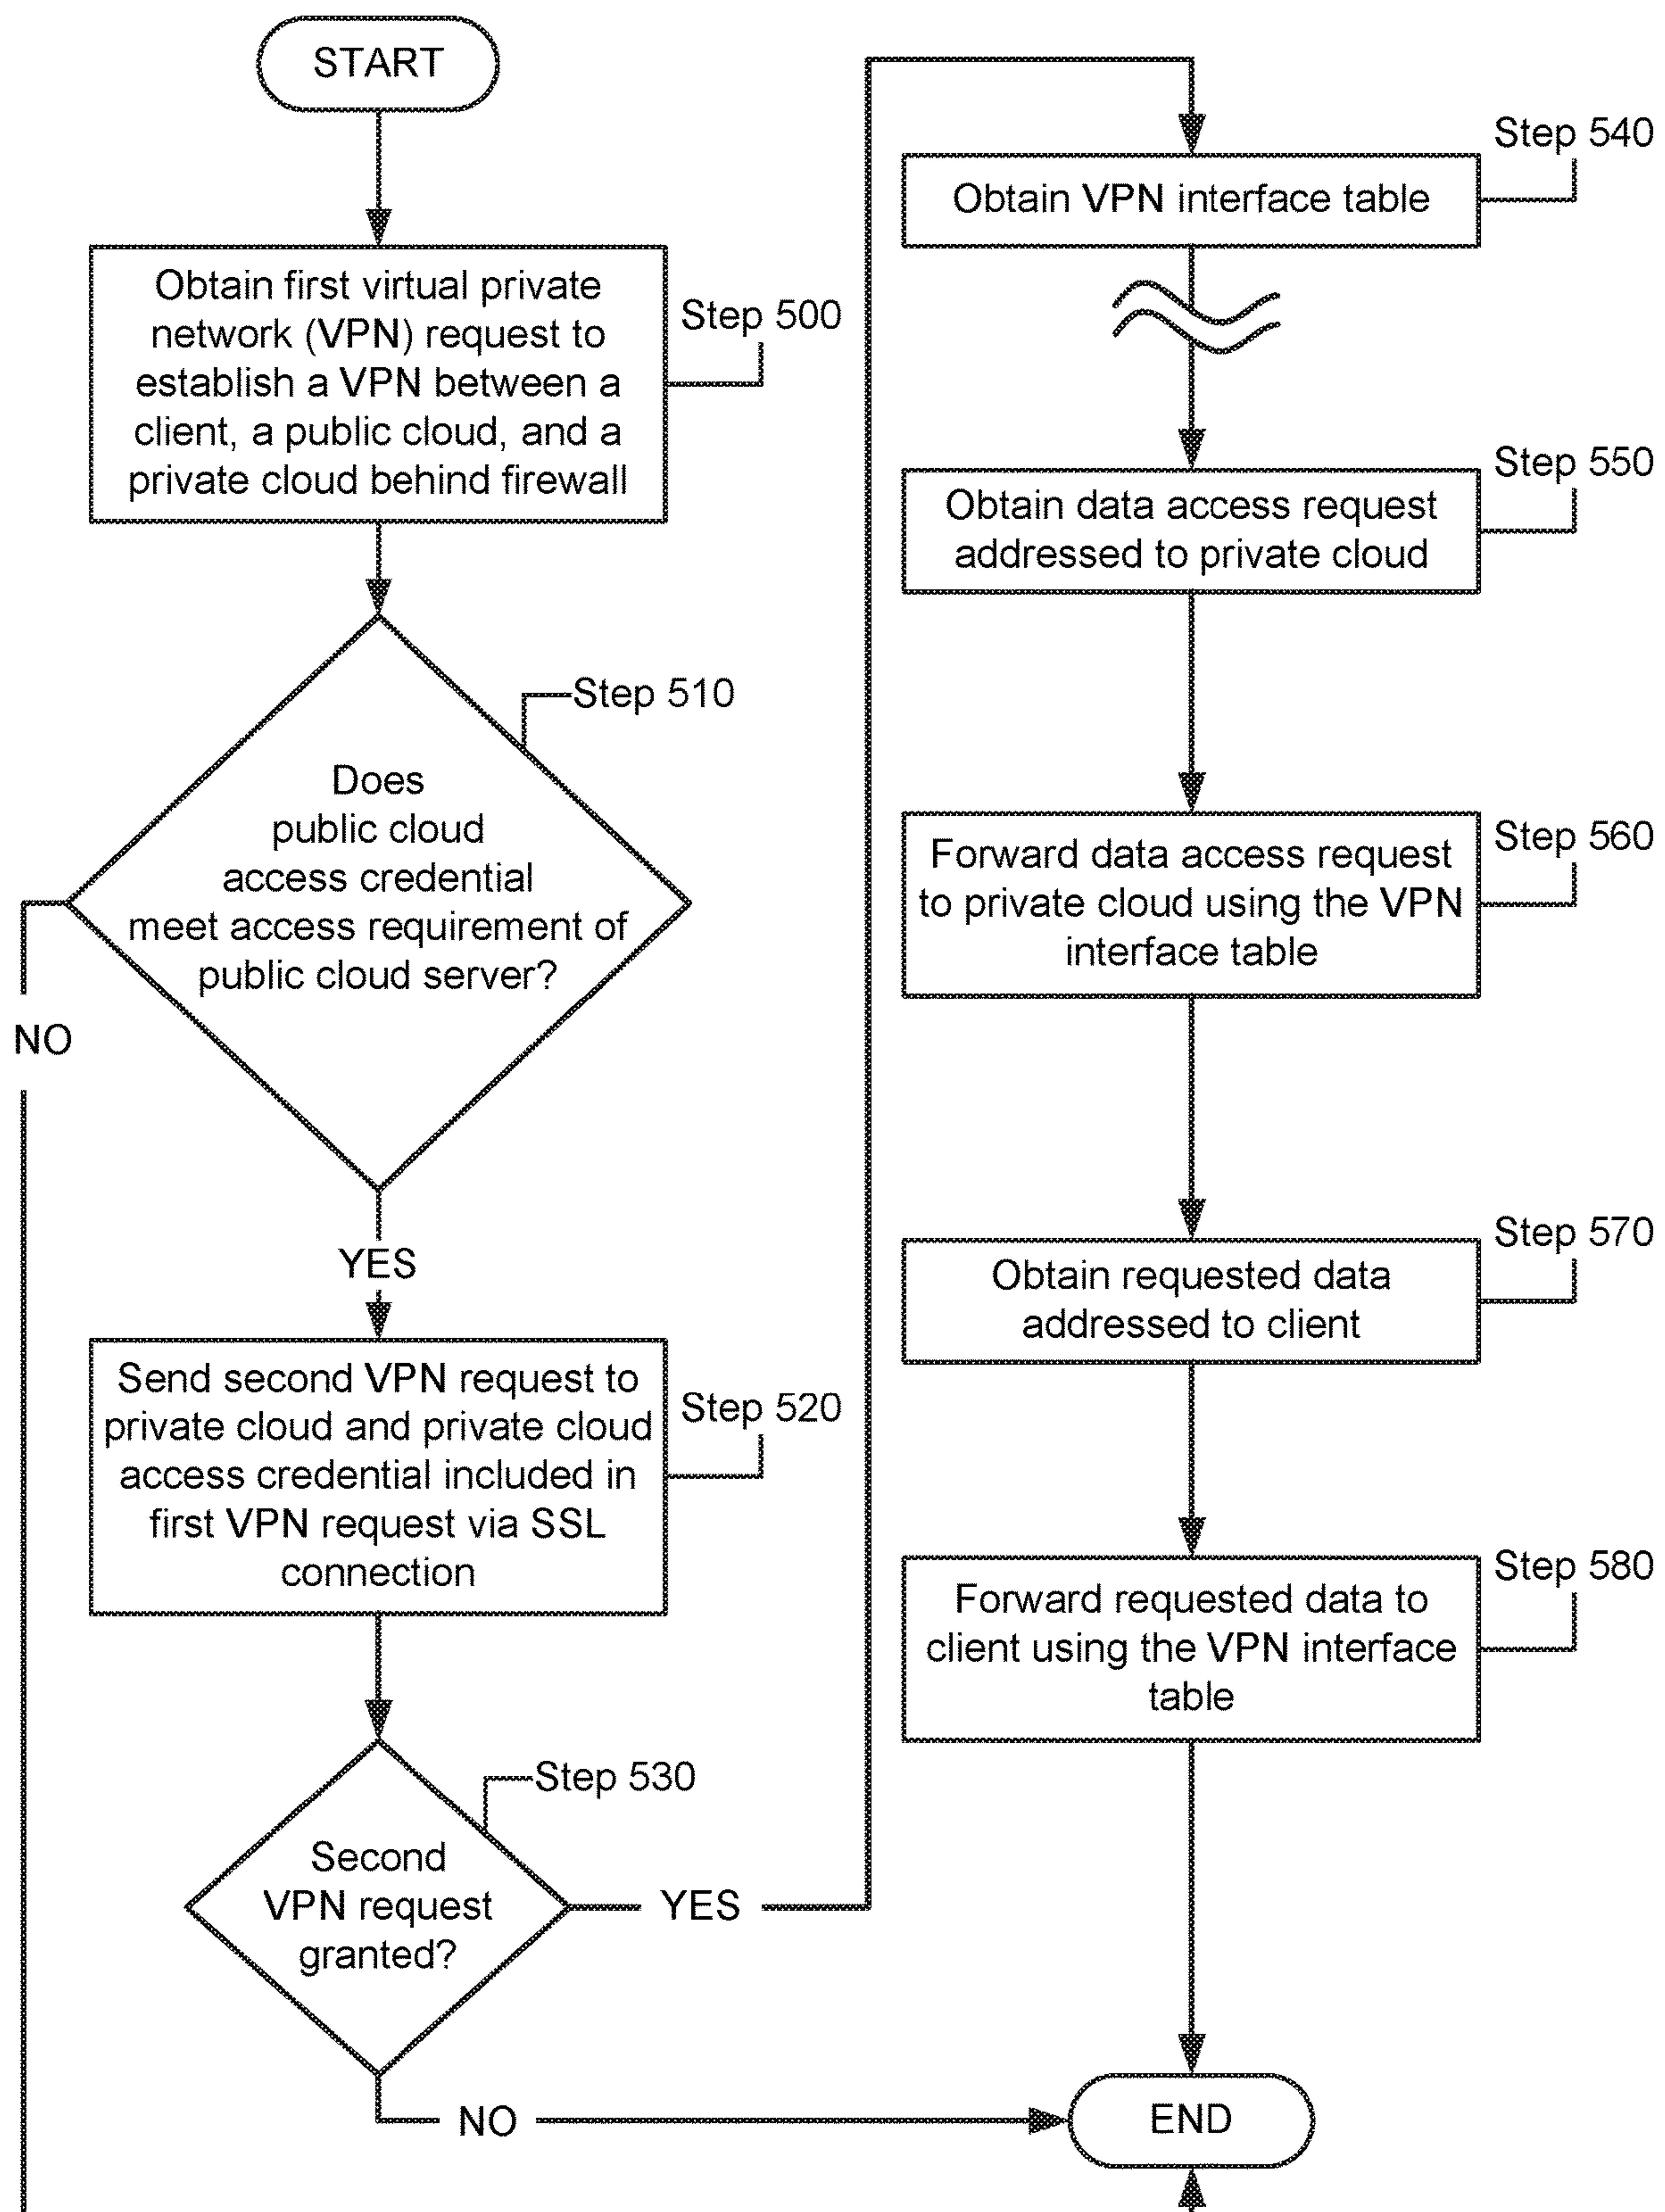 START
Obtain first virtual private
network (VPN) request to
establish a VPN between a
client, a public cloud, and a
private cloud behind firewall
Step 500
Step 510
Does
public cloud
access credential
meet access requirement of
public cloud server?
NO
YES
Send second VPN request to
private cloud and private cloud
access credential included in
first VPN request via SSL
connection
Step 520
Step 530
Second
VPN request
granted?
YES
NO
Step 540
Obtain VPN interface table
Step 550
Obtain data access request
addressed to private cloud
Step 560
Forward data access request
to private cloud using the VPN
interface table
Step 570
Obtain requested data
addressed to client
Step 580
Forward requested data to
client using the VPN interface
table
END